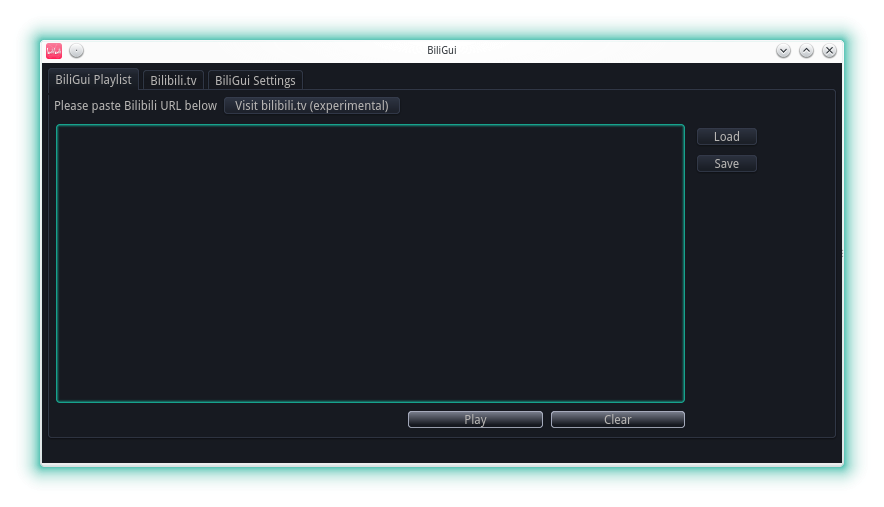 BiliGui
BiliGui Playlist Bilibili.tv BiliGui Settings
Please paste Bilibili URL below Visit bilibili.tv (experimental)
Load
Save
Play Clear